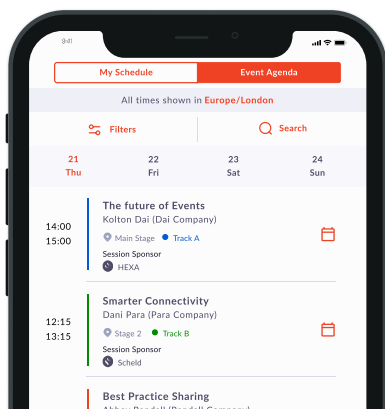 My Schedule
Event Agenda
All times shown in Europe/London
Filters
Search
21 22 23 24
Thu Fri Sat Sun
14:00
15:00
The future of Events
Kolton Dai (Dai Company)
Main Stage Track A
Session Sponsor
HEXA
12:15
13:15
Smarter Connectivity
Dani Para (Para Company)
Stage 2 Track B
Session Sponsor
Scheld
Best Practice Sharing